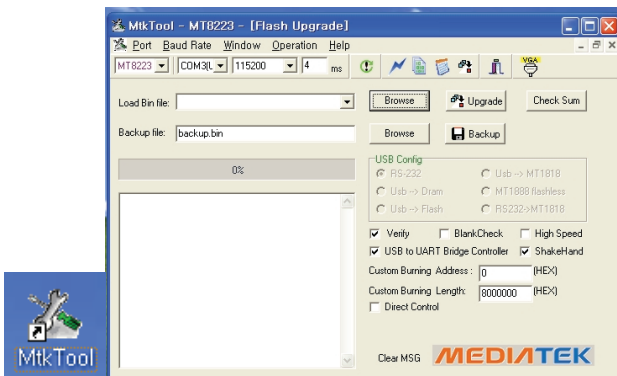 MtkTool - MT8223 - [Flash Upgrade]
Port Baud Rate Window Operation Help
MT8223 COM3(L 115200 4 ms VGA
Load Bin file: Browse Upgrade Check Sum
Backup file: backup.bin Browse Backup
0%
USB Config
RS-232 Usb -> MT1818
Usb -> Dram MT1888 flashless
Usb -> Flash RS232->MT1818
Verify BlankCheck High Speed
USB to UART Bridge Controller ShakeHand
Custom Burning Address : 0 (HEX)
Custom Burning Length: 8000000 (HEX)
Direct Control
Clear MSG MEDIATEK
MtkTool